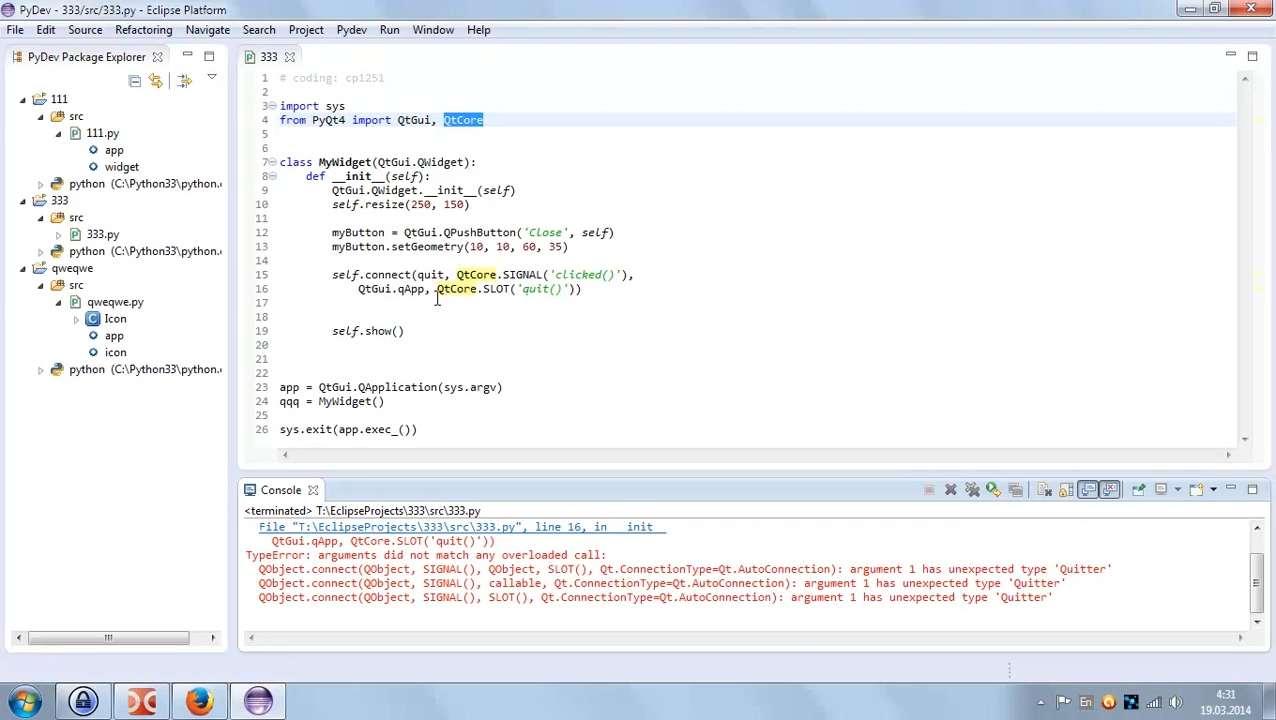 PyDev - 333/src/333.py - Eclipse Platform
File Edit Source Refactoring Navigate Search Project Pydev Run Window Help
PyDev Package Explorer
111
src
111.py
app
widget
python (C:\Python33\python.
333
src
333.py
python (C:\Python33\python.
qweqwe
src
qweqwe.py
Icon
app
icon
python (C:\Python33\python.
333
1 # coding: cp1251
2
3 import sys
4 from PyQt4 import QtGui, QtCore
5
6
7 class MyWidget(QtGui.QWidget):
8 def __init__(self):
9 QtGui.QWidget.__init__(self)
10 self.resize(250, 150)
11
12 myButton = QtGui.QPushButton('Close', self)
13 myButton.setGeometry(10, 10, 60, 35)
14
15 self.connect(quit, QtCore.SIGNAL('clicked()'),
16 QtGui.qApp, QtCore.SLOT('quit()'))
17
18
19 self.show()
20
21
22
23 app = QtGui.QApplication(sys.argv)
24 qqq = MyWidget()
25
26 sys.exit(app.exec_())
Console
<terminated> T:\EclipseProjects\333\src\333.py
File "T:\EclipseProjects\333\src\333.py", line 16, in __init__
QtGui.qApp, QtCore.SLOT('quit()'))
TypeError: arguments did not match any overloaded call:
QObject.connect(QObject, SIGNAL(), QObject, SLOT(), Qt.ConnectionType=Qt.AutoConnection): argument 1 has unexpected type 'Quitter'
QObject.connect(QObject, SIGNAL(), callable, Qt.ConnectionType=Qt.AutoConnection): argument 1 has unexpected type 'Quitter'
QObject.connect(QObject, SIGNAL(), SLOT(), Qt.ConnectionType=Qt.AutoConnection): argument 1 has unexpected type 'Quitter'
En
4:31
19.03.2014